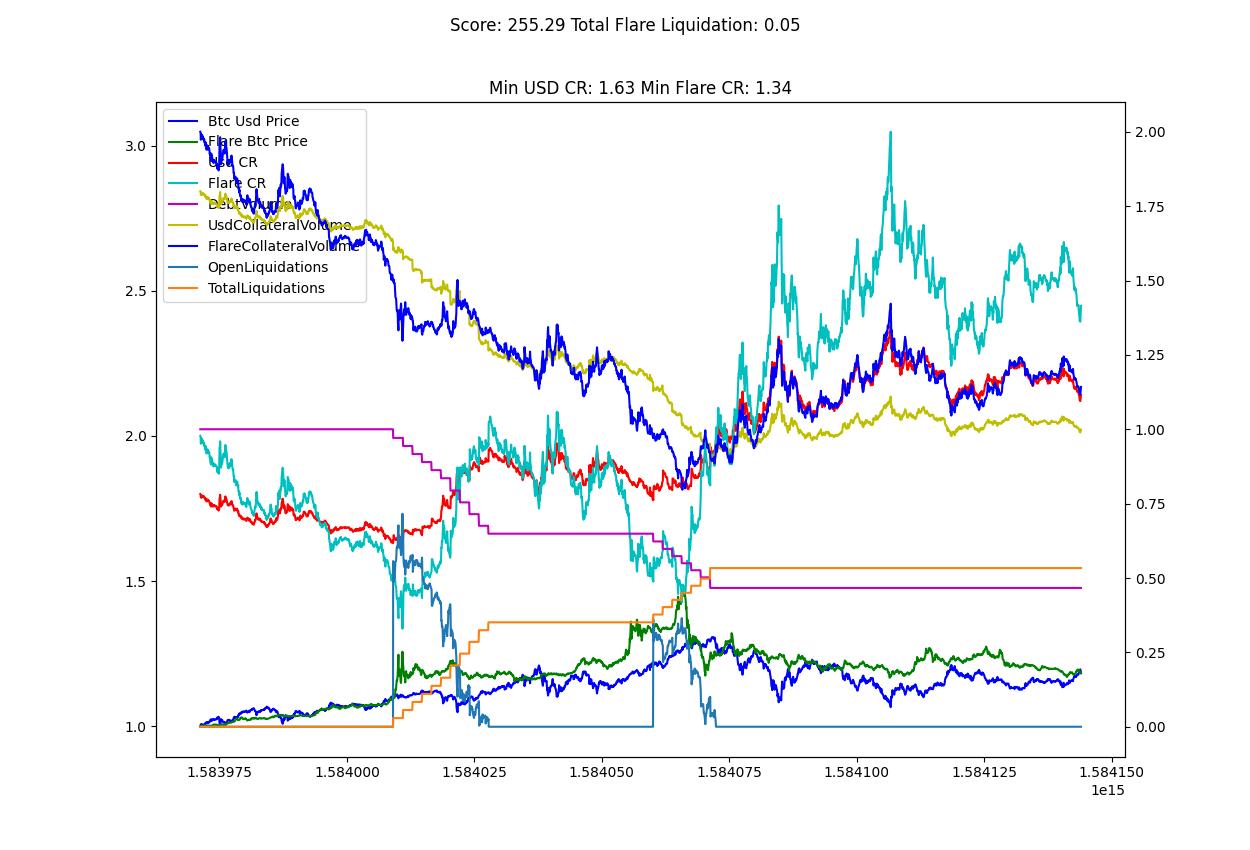 Score: 255.29 Total Flare Liquidation: 0.05
Min USD CR: 1.63 Min Flare CR: 1.34
Btc Usd Price
Flare Btc Price
Usd CR
Flare CR
DebtVolume
UsdCollateralVolume
FlareCollateralVolume
OpenLiquidations
TotalLiquidations
3.0
2.5
2.0
1.5
1.0
2.00
1.75
1.50
1.25
1.00
0.75
0.50
0.25
0.00
1.583975 1.584000 1.584025 1.584050 1.584075 1.584100 1.584125 1.584150
1e15